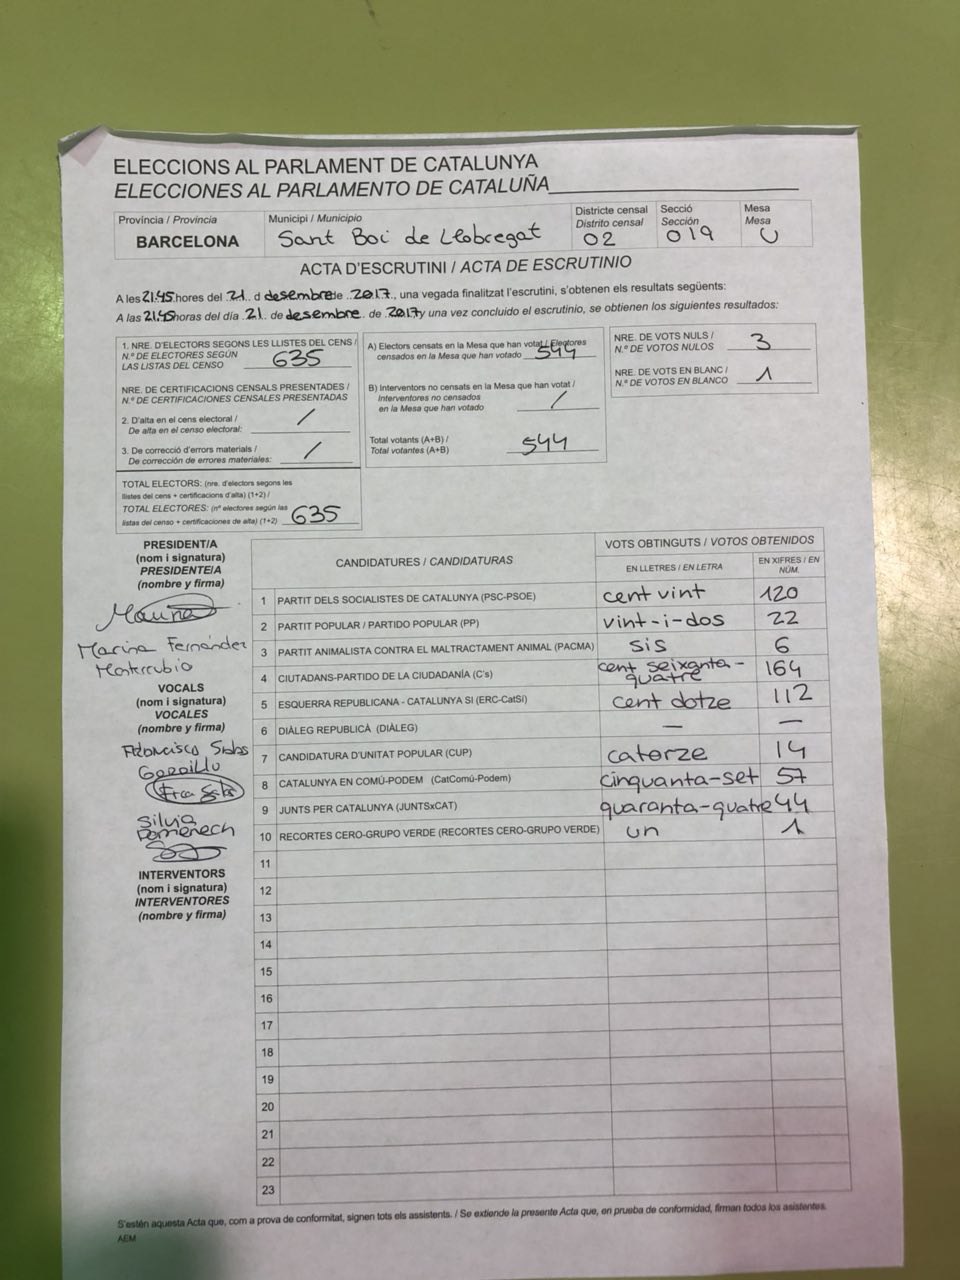 ELECCIONS AL PARLAMENT DE CATALUNYA
ELECCIONES AL PARLAMENTO DE CATALUÑA
Província / Provincia
BARCELONA
Municipi / Municipio
Sant Boi de Llobregat
Districte censal
Distrito censal
02
Secció
Sección
019
Mesa
Mesa
U
ACTA D'ESCRUTINI / ACTA DE ESCRUTINIO
A les 21:45 hores del 21 d desembre de 2017, una vegada finalitzat l'escrutini, s'obtenen els resultats següents:
A las 21:45 horas del día 21 de desembre de 2017 y una vez concluido el escrutinio, se obtienen los siguientes resultados:
1. NRE. D'ELECTORS SEGONS LES LLISTES DEL CENS /
N.º DE ELECTORES SEGÚN
LAS LISTAS DEL CENSO 635
NRE. DE CERTIFICACIONS CENSALS PRESENTADES /
N.º DE CERTIFICACIONES CENSALES PRESENTADAS
2. D'alta en el cens electoral /
De alta en el censo electoral: /
3. De correcció d'errors materials /
De corrección de errores materiales: /
TOTAL ELECTORS: (nre. d'electors segons les
llistes del cens + certificacions d'alta) (1+2) /
TOTAL ELECTORES: (nº electores según las
listas del censo + certificaciones de alta) (1+2) 635
A) Electors censats en la Mesa que han votat / Electores
censados en la Mesa que han votado 544
B) Interventors no censats en la Mesa que han votat /
Interventores no censados
en la Mesa que han votado /
Total votants (A+B) /
Total votantes (A+B) 544
NRE. DE VOTS NULS /
N.º DE VOTOS NULOS 3
NRE. DE VOTS EN BLANC /
N.º DE VOTOS EN BLANCO 1
PRESIDENT/A
(nom i signatura)
PRESIDENTE/A
(nombre y firma)
Marina
Marina Fernández
Monterrubio
VOCALS
(nom i signatura)
VOCALES
(nombre y firma)
Francisco
Silvia
Domenech
INTERVENTORS
(nom i signatura)
INTERVENTORES
(nombre y firma)
CANDIDATURES / CANDIDATURAS
VOTS OBTINGUTS / VOTOS OBTENIDOS
EN LLETRES / EN LETRA
EN XIFRES / EN NÚM.
1 PARTIT DELS SOCIALISTES DE CATALUNYA (PSC-PSOE) cent vint 120
2 PARTIT POPULAR / PARTIDO POPULAR (PP) vint-i-dos 22
3 PARTIT ANIMALISTA CONTRA EL MALTRACTAMENT ANIMAL (PACMA) sis 6
4 CIUTADANS-PARTIDO DE LA CIUDADANÍA (C's) cent seixanta-quatre 164
5 ESQUERRA REPUBLICANA - CATALUNYA SI (ERC-CatSí) cent dotze 112
6 DIÀLEG REPUBLICÀ (DIÀLEG) — —
7 CANDIDATURA D'UNITAT POPULAR (CUP) catorze 14
8 CATALUNYA EN COMÚ-PODEM (CatComú-Podem) cinquanta-set 57
9 JUNTS PER CATALUNYA (JUNTSxCAT) quaranta-quatre 44
10 RECORTES CERO-GRUPO VERDE (RECORTES CERO-GRUPO VERDE) un 1
11
12
13
14
15
16
17
18
19
20
21
22
23
S'estén aquesta Acta que, com a prova de conformitat, signen tots els assistents. / Se extiende la presente Acta que, en prueba de conformidad, firman todos los asistentes.
AEM